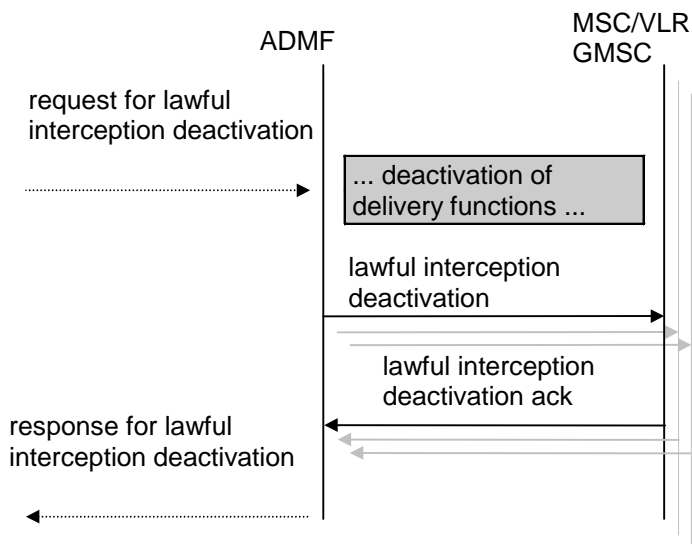 ADMF
MSC/VLR
GMSC
request for lawful
interception deactivation
... deactivation of
delivery functions ...
lawful interception
deactivation
lawful interception
deactivation ack
response for lawful
interception deactivation